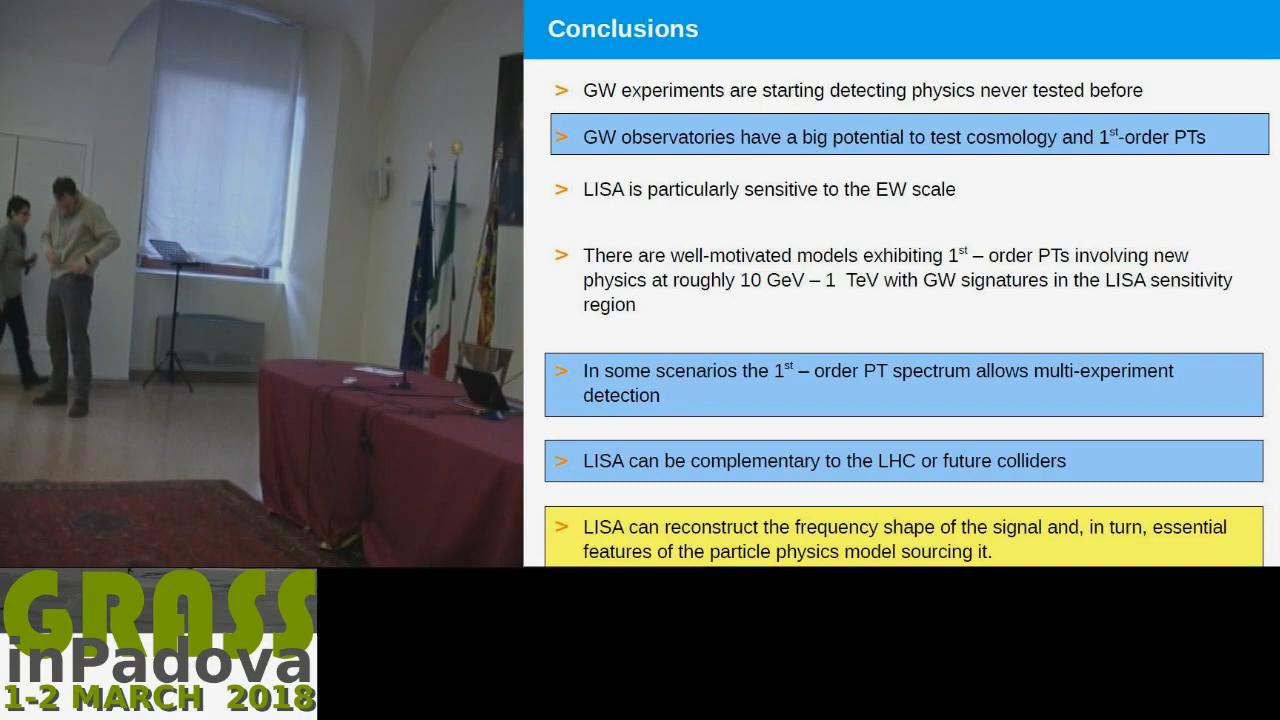 Conclusions
> GW experiments are starting detecting physics never tested before
> GW observatories have a big potential to test cosmology and 1st-order PTs
> LISA is particularly sensitive to the EW scale
> There are well-motivated models exhibiting 1st – order PTs involving new
physics at roughly 10 GeV – 1 TeV with GW signatures in the LISA sensitivity
region
> In some scenarios the 1st – order PT spectrum allows multi-experiment
detection
> LISA can be complementary to the LHC or future colliders
> LISA can reconstruct the frequency shape of the signal and, in turn, essential
features of the particle physics model sourcing it.
GRASS
inPadova
1-2 MARCH 2018